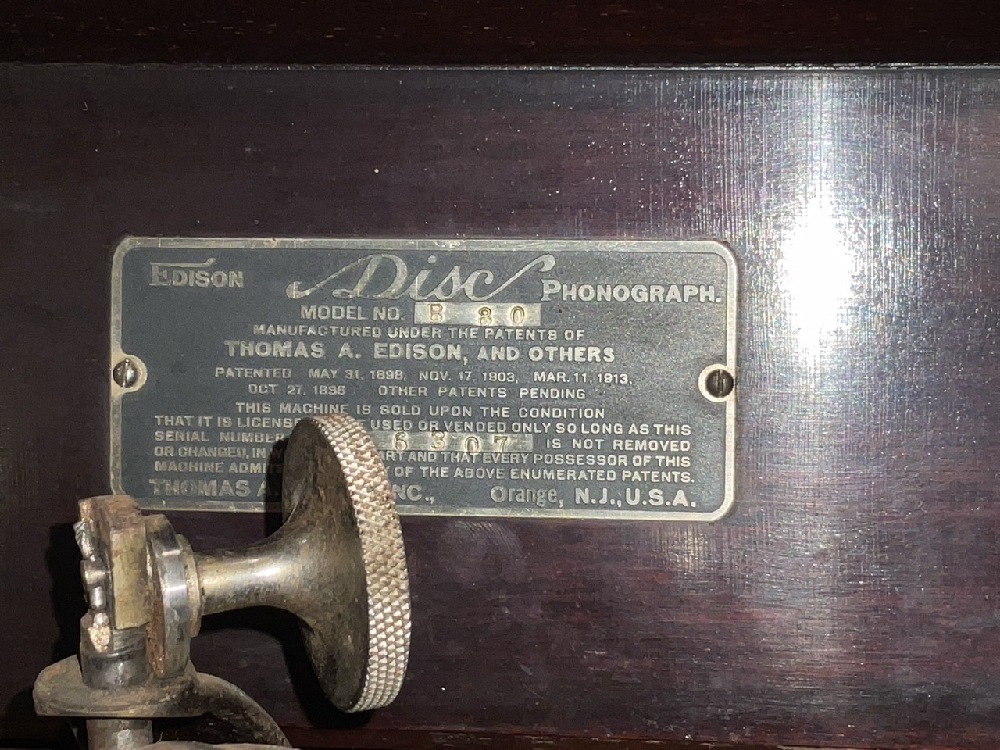 EDISON Disc PHONOGRAPH.
MODEL NO. B 30
MANUFACTURED UNDER THE PATENTS OF
THOMAS A. EDISON, AND OTHERS
PATENTED MAY 31, 1898, NOV. 17, 1903, MAR. 11, 1913,
OCT 27, 1896 OTHER PATENTS PENDING
THIS MACHINE IS SOLD UPON THE CONDITION
THAT IT IS LICENSE USED OR VENDED ONLY SO LONG AS THIS
SERIAL NUMBER 6307 IS NOT REMOVED
OR CHANGED, IN ART AND THAT EVERY POSSESSOR OF THIS
MACHINE ADMIT OF THE ABOVE ENUMERATED PATENTS.
THOMAS A. INC., Orange, N.J., U.S.A.